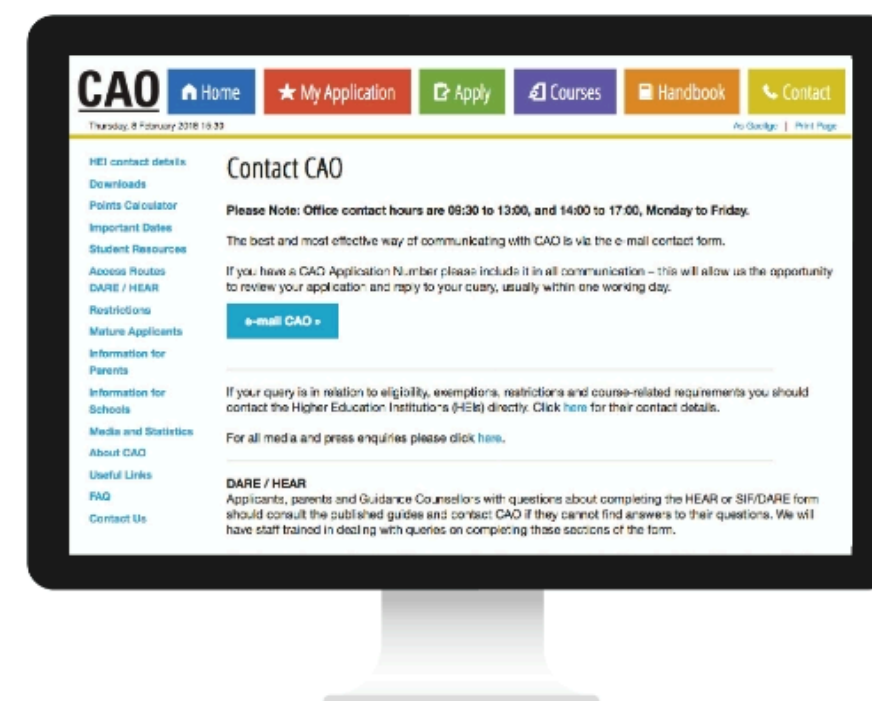 CAO
Home
My Application
Apply
Courses
Handbook
Contact
Thursday, 8 February 2018 16:30
As Gaeilge | Print Page
HEI contact details
Downloads
Points Calculator
Important Dates
Student Resources
Access Routes
DARE / HEAR
Restrictions
Mature Applicants
Information for
Parents
Information for
Schools
Media and Statistics
About CAO
Useful Links
FAQ
Contact Us
Contact CAO
Please Note: Office contact hours are 09:30 to 13:00, and 14:00 to 17:00, Monday to Friday.
The best and most effective way of communicating with CAO is via the e-mail contact form.
If you have a CAO Application Number please include it in all communication – this will allow us the opportunity
to review your application and reply to your query, usually within one working day.
e-mail CAO »
If your query is in relation to eligibility, exemptions, restrictions and course-related requirements you should
contact the Higher Education Institutions (HEIs) directly. Click here for their contact details.
For all media and press enquiries please click here.
DARE / HEAR
Applicants, parents and Guidance Counsellors with questions about completing the HEAR or SIF/DARE form
should consult the published guides and contact CAO if they cannot find answers to their questions. We will
have staff trained in dealing with queries on completing these sections of the form.